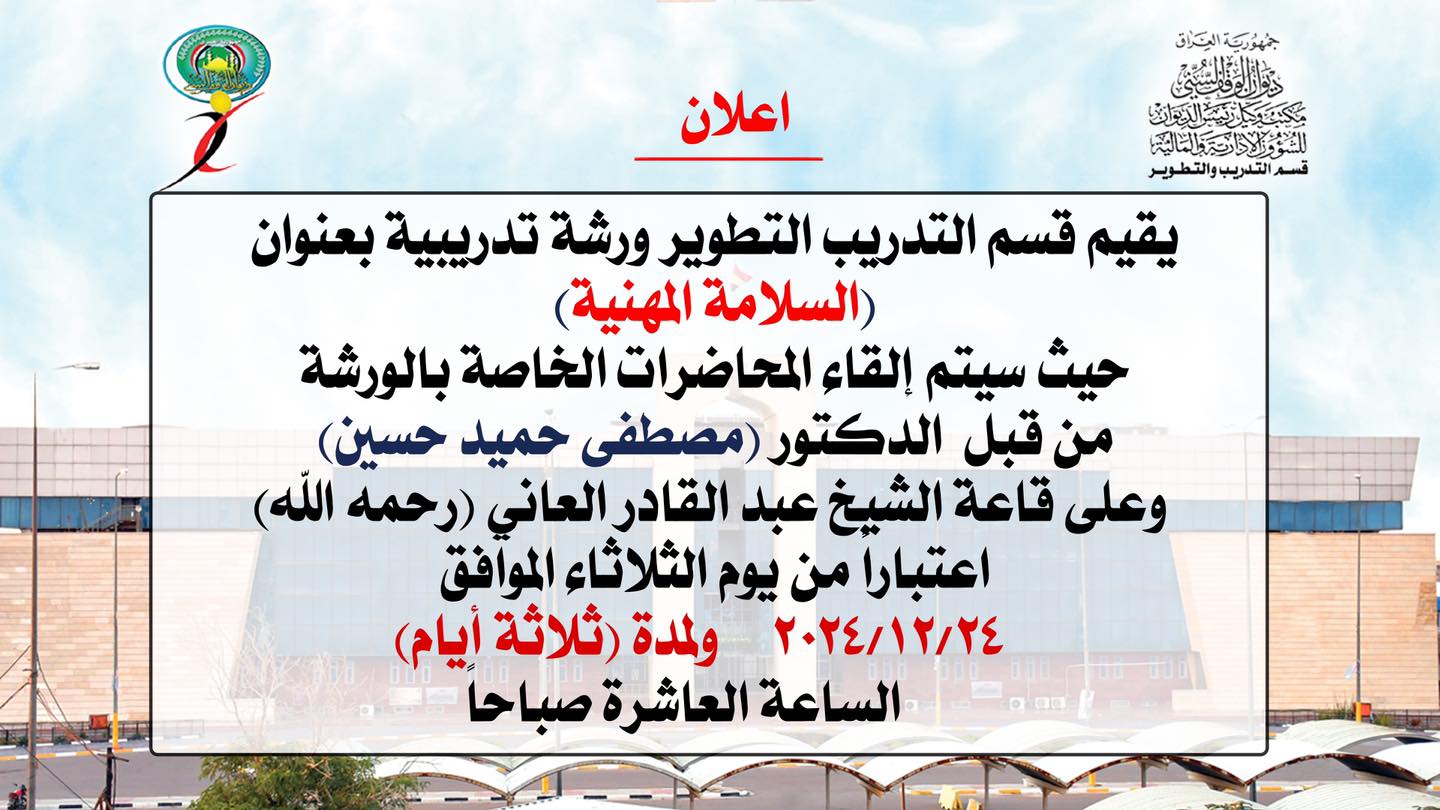 جمهورية العراق
ديوان الوقف السني
مكتب وكيل رئيس الديوان
للشؤون الادارية والمالية
قسم التدريب والتطوير
اعلان
يقيم قسم التدريب التطوير ورشة تدريبية بعنوان
(السلامة المهنية)
حيث سيتم إلقاء المحاضرات الخاصة بالورشة
من قبل الدكتور (مصطفى حميد حسين)
وعلى قاعة الشيخ عبد القادر العاني (رحمه الله)
اعتباراً من يوم الثلاثاء الموافق
٢٠٢٤/١٢/٢٤ ولمدة (ثلاثة أيام)
الساعة العاشرة صباحاً